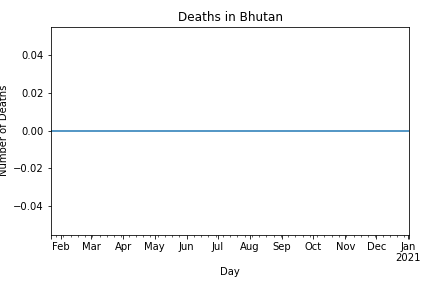 Deaths in Bhutan
Number of Deaths
0.04
0.02
0.00
−0.02
−0.04
Feb Mar Apr May Jun Jul Aug Sep Oct Nov Dec Jan
2021
Day